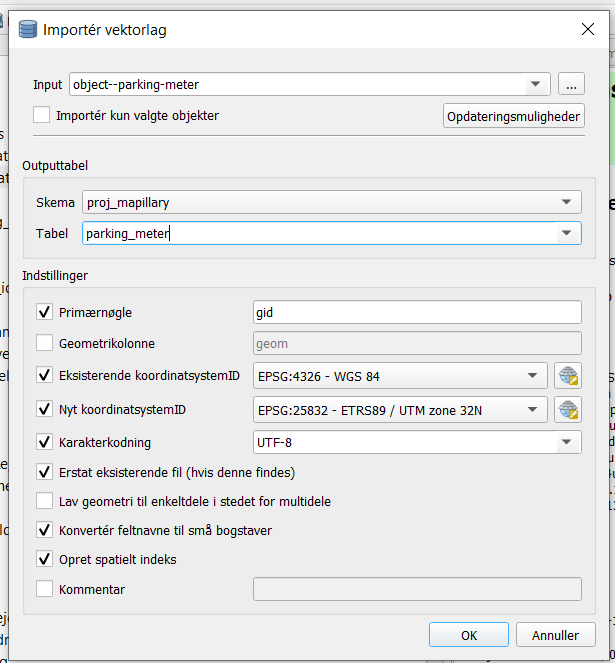 Importér vektorlag
Input object--parking-meter ...
Importér kun valgte objekter Opdateringsmuligheder
Outputtabel
Skema proj_mapillary
Tabel parking_meter
Indstillinger
Primærnøgle gid
Geometrikolonne geom
Eksisterende koordinatsystemID EPSG:4326 - WGS 84
Nyt koordinatsystemID EPSG:25832 - ETRS89 / UTM zone 32N
Karakterkodning UTF-8
Erstat eksisterende fil (hvis denne findes)
Lav geometri til enkeltdele i stedet for multidele
Konvertér feltnavne til små bogstaver
Opret spatielt indeks
Kommentar
OK Annuller